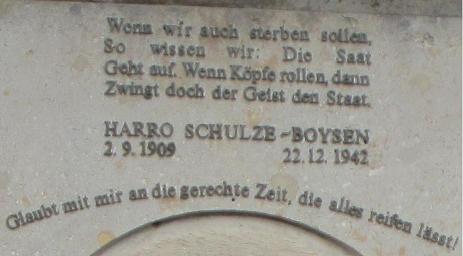 Wenn wir auch sterben sollen,
So wissen wir: Die Saat
Geht auf. Wenn Köpfe rollen, dann
Zwingt doch der Geist den Staat.
HARRO SCHULZE-BOYSEN
2.9.1909 22.12.1942
Glaubt mit mir an die gerechte Zeit, die alles reifen lässt!